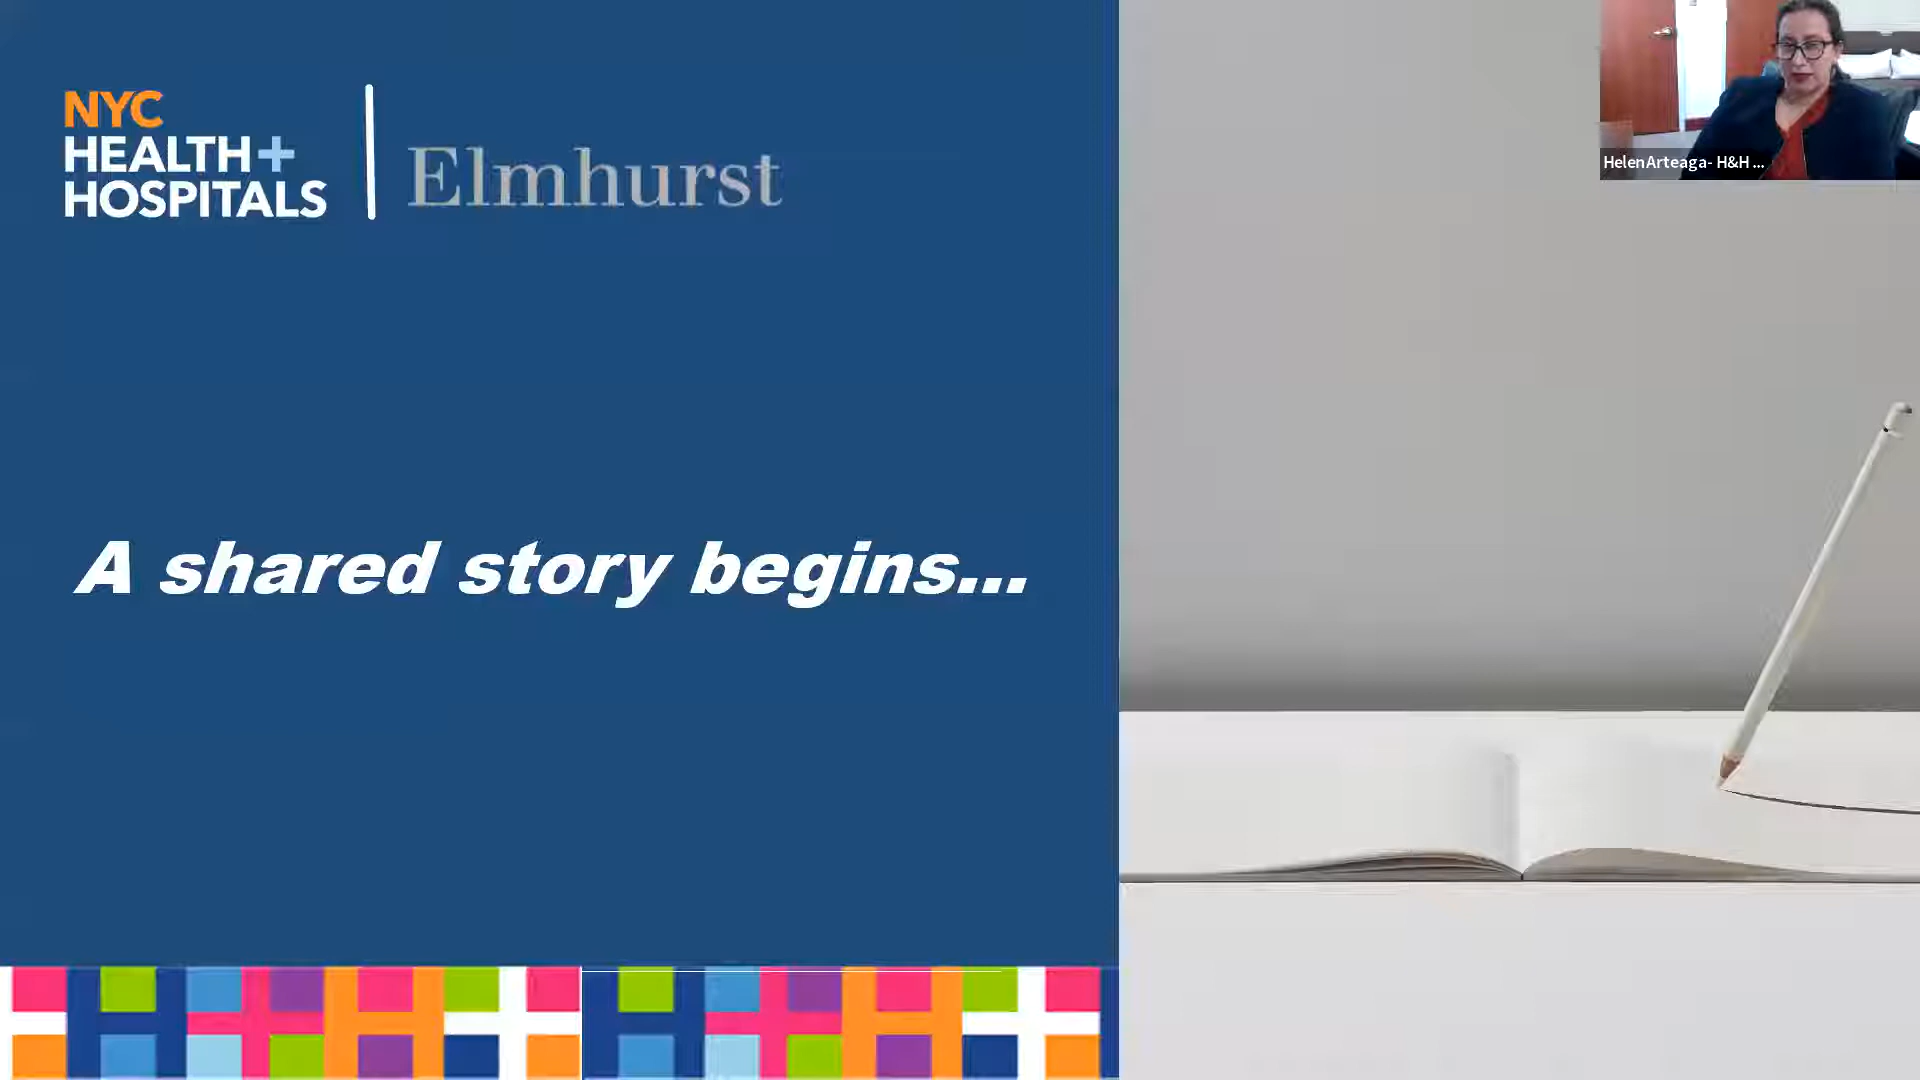 NYC
HEALTH+
HOSPITALS
Elmhurst
HelenArteaga- H&H ...
A shared story begins...